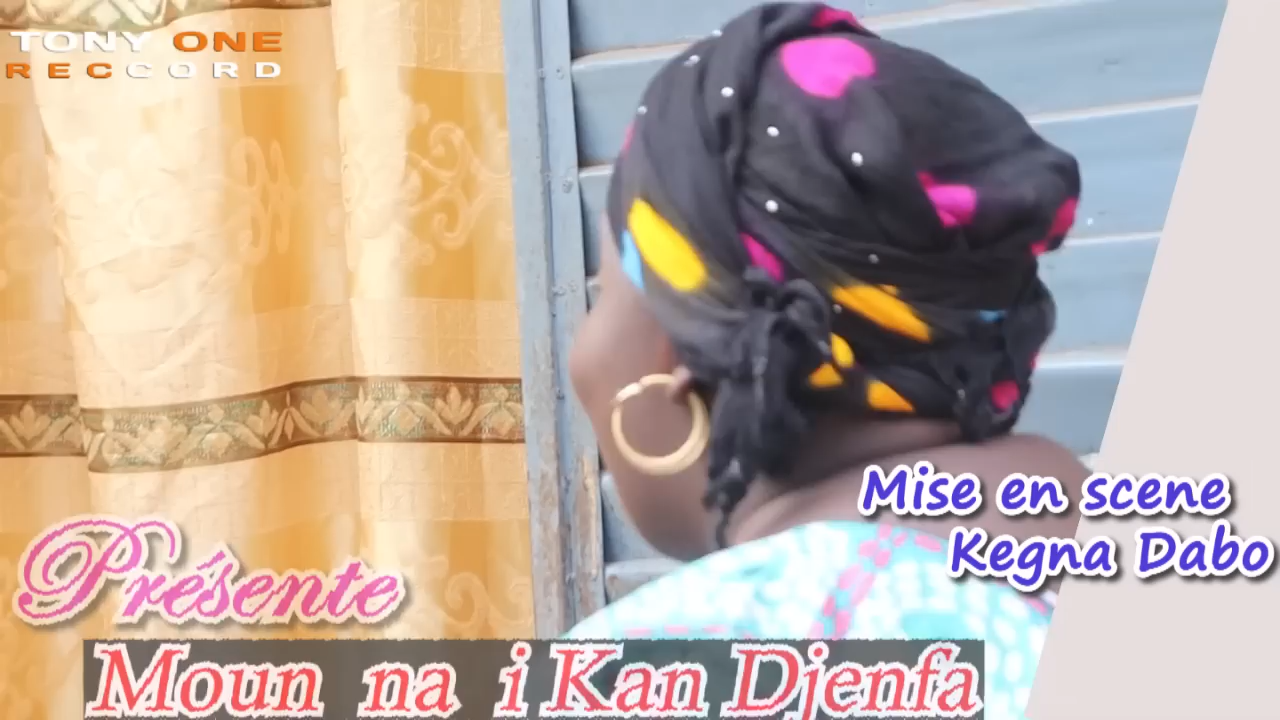 TONY ONE
RECCORD
Mise en scene
Kegna Dabo
Présente
Moun na i Kan Djenfa